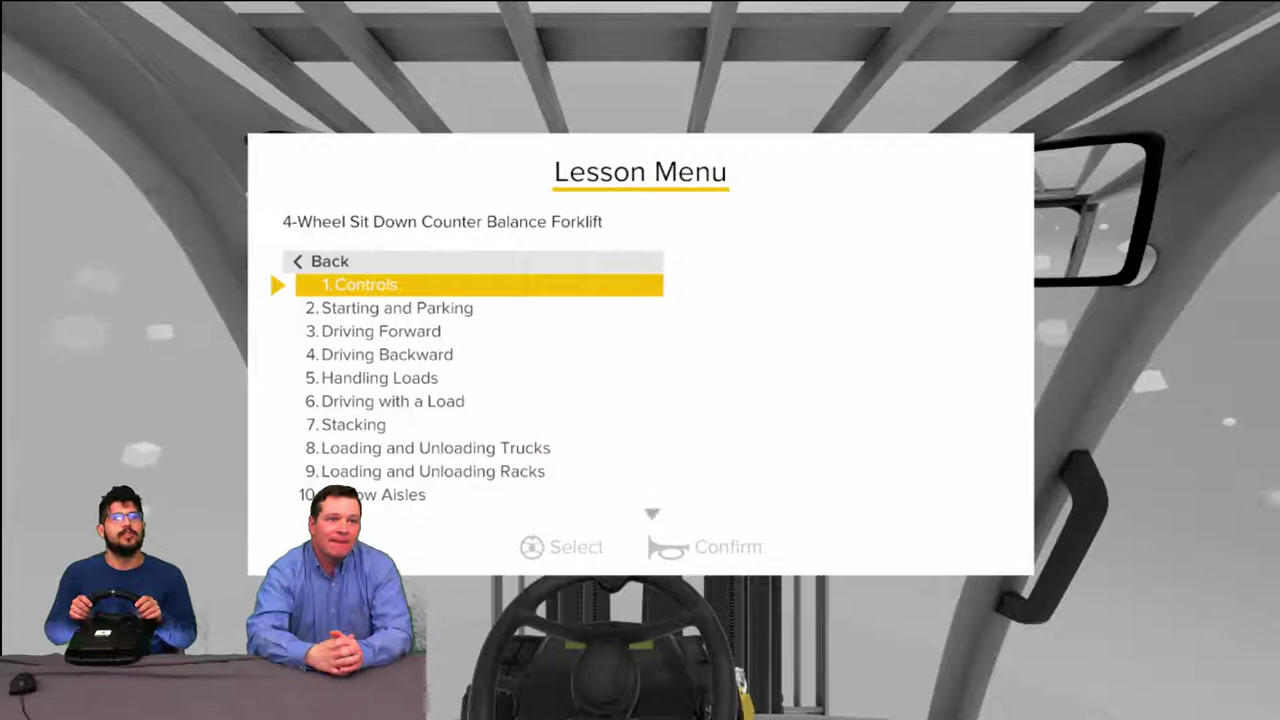 Lesson Menu
4-Wheel Sit Down Counter Balance Forklift
Back
1. Controls
2. Starting and Parking
3. Driving Forward
4. Driving Backward
5. Handling Loads
6. Driving with a Load
7. Stacking
8. Loading and Unloading Trucks
9. Loading and Unloading Racks
10 Aisles
Select Confirm